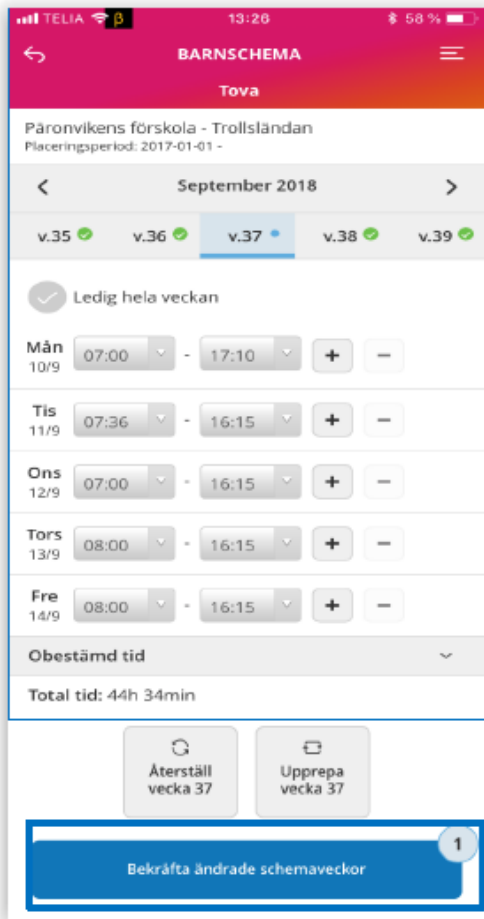 TELIA β 13:26 58 %
BARNSCHEMA
Tova
Päronvikens förskola - Trollsländan
Placeringsperiod: 2017-01-01 -
< September 2018 >
v.35 v.36 v.37 v.38 v.39
Ledig hela veckan
Mån 07:00 - 17:10 + -
10/9
Tis 07:36 - 16:15 + -
11/9
Ons 07:00 - 16:15 + -
12/9
Tors 08:00 - 16:15 + -
13/9
Fre 08:00 - 16:15 + -
14/9
Obestämd tid
Total tid: 44h 34min
Återställ
vecka 37
Upprepa
vecka 37
1
Bekräfta ändrade schemaveckor